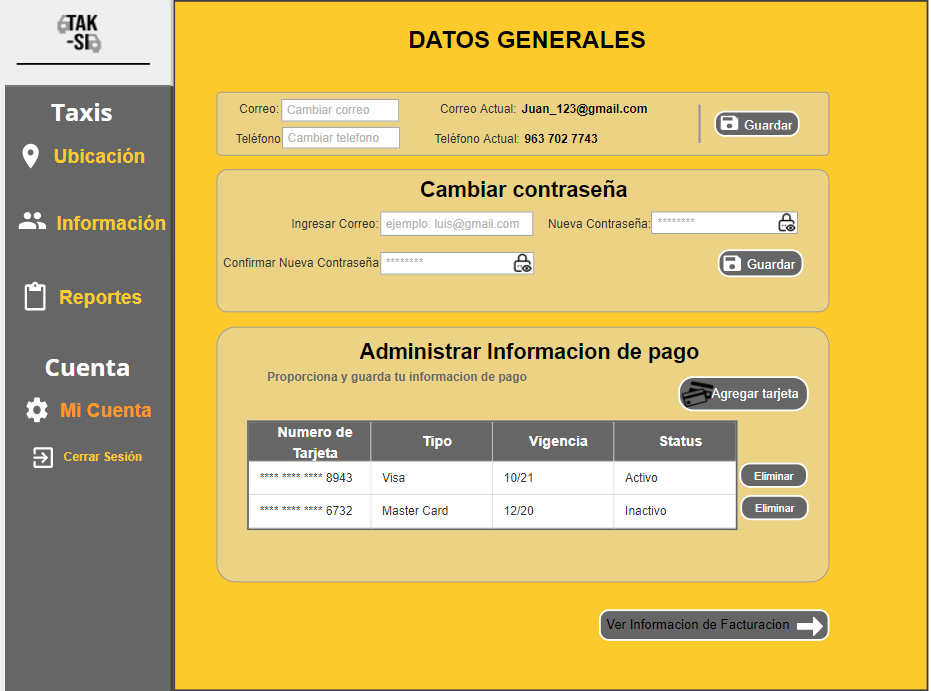 TAK
-SI
Taxis
Ubicación
Información
Reportes
Cuenta
Mi Cuenta
Cerrar Sesión
DATOS GENERALES
Correo: Cambiar correo Correo Actual: Juan_123@gmail.com
Teléfono Cambiar telefono Teléfono Actual: 963 702 7743
Guardar
Cambiar contraseña
Ingresar Correo: ejemplo: luis@gmail.com Nueva Contraseña: ********
Confirmar Nueva Contraseña ******** Guardar
Administrar Informacion de pago
Proporciona y guarda tu informacion de pago
Agregar tarjeta
Numero de Tarjeta Tipo Vigencia Status
**** **** **** 8943 Visa 10/21 Activo Eliminar
**** **** **** 6732 Master Card 12/20 Inactivo Eliminar
Ver Informacion de Facturacion